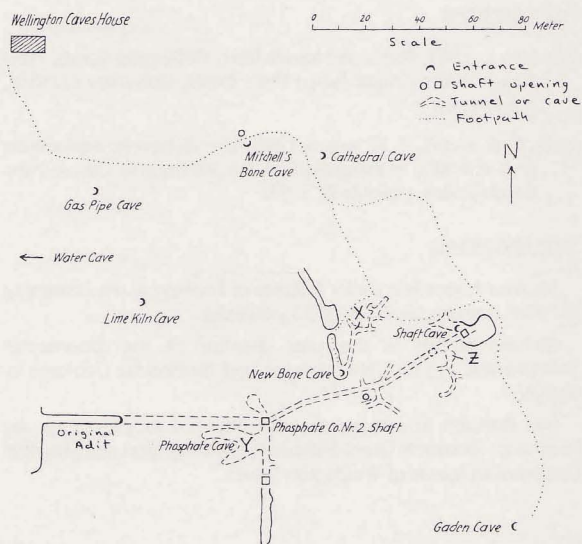 Wellington Caves House
0 20 40 60 80 Meter
Scale
Entrance
Shaft opening
Tunnel or cave
Footpath
N
Mitchell's
Bone Cave
Cathedral Cave
Gas Pipe Cave
Water Cave
Lime Kiln Cave
X
Shaft Cave
Z
New Bone Cave
Original
Adit
Phosphate Co. Nr. 2 Shaft
Phosphate Cave
Y
Gaden Cave